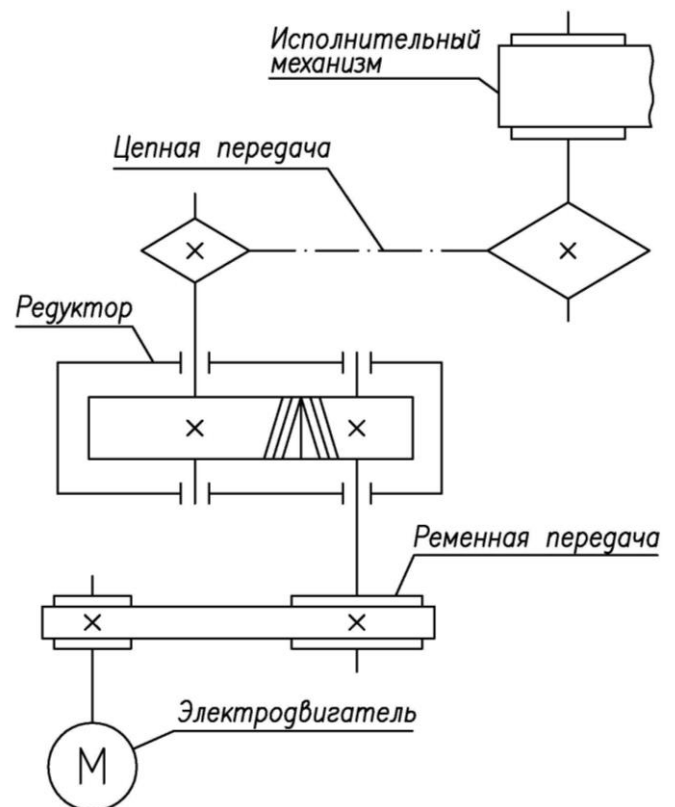 Исполнительный
механизм
Цепная передача
Редуктор
Ременная передача
Электродвигатель
М